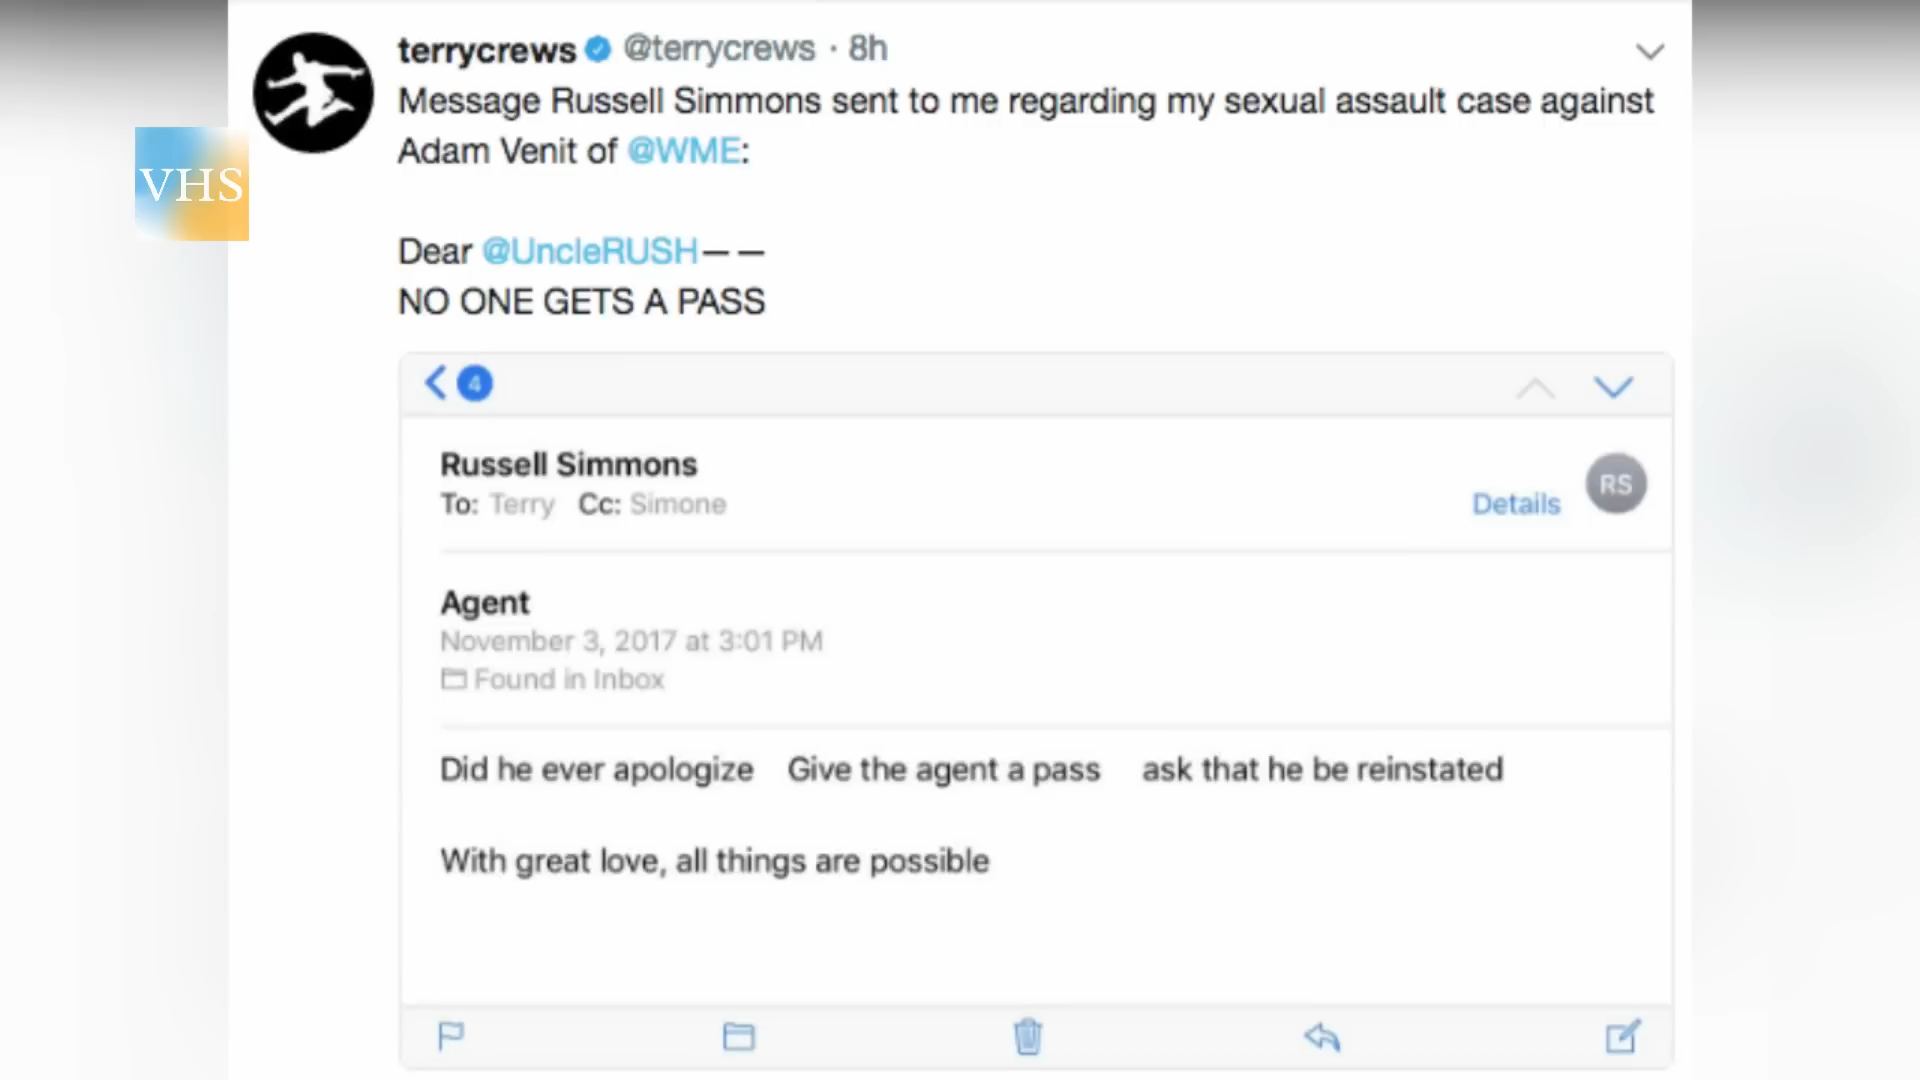 terrycrews @terrycrews · 8h
Message Russell Simmons sent to me regarding my sexual assault case against
Adam Venit of @WME:
VHS
Dear @UncleRUSH— —
NO ONE GETS A PASS
4
Russell Simmons
To: Terry Cc: Simone
Details
RS
Agent
November 3, 2017 at 3:01 PM
Found in Inbox
Did he ever apologize Give the agent a pass ask that he be reinstated
With great love, all things are possible